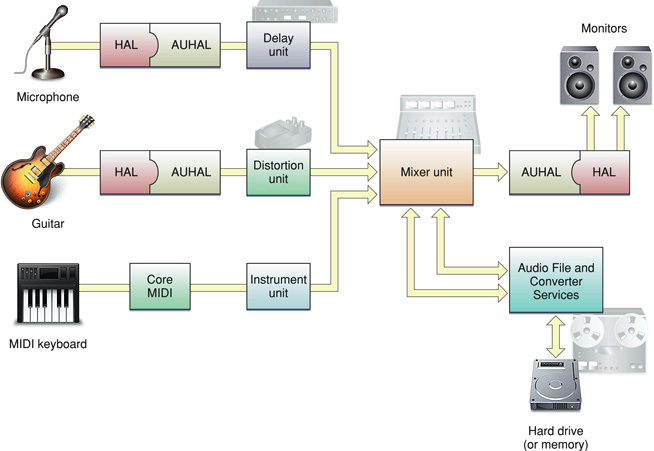 Monitors
HAL
AUHAL
Delay
unit
Microphone
HAL
AUHAL
Distortion
unit
Mixer unit
AUHAL
HAL
Guitar
Core
MIDI
Instrument
unit
Audio File and
Converter
Services
MIDI keyboard
Hard drive
(or memory)